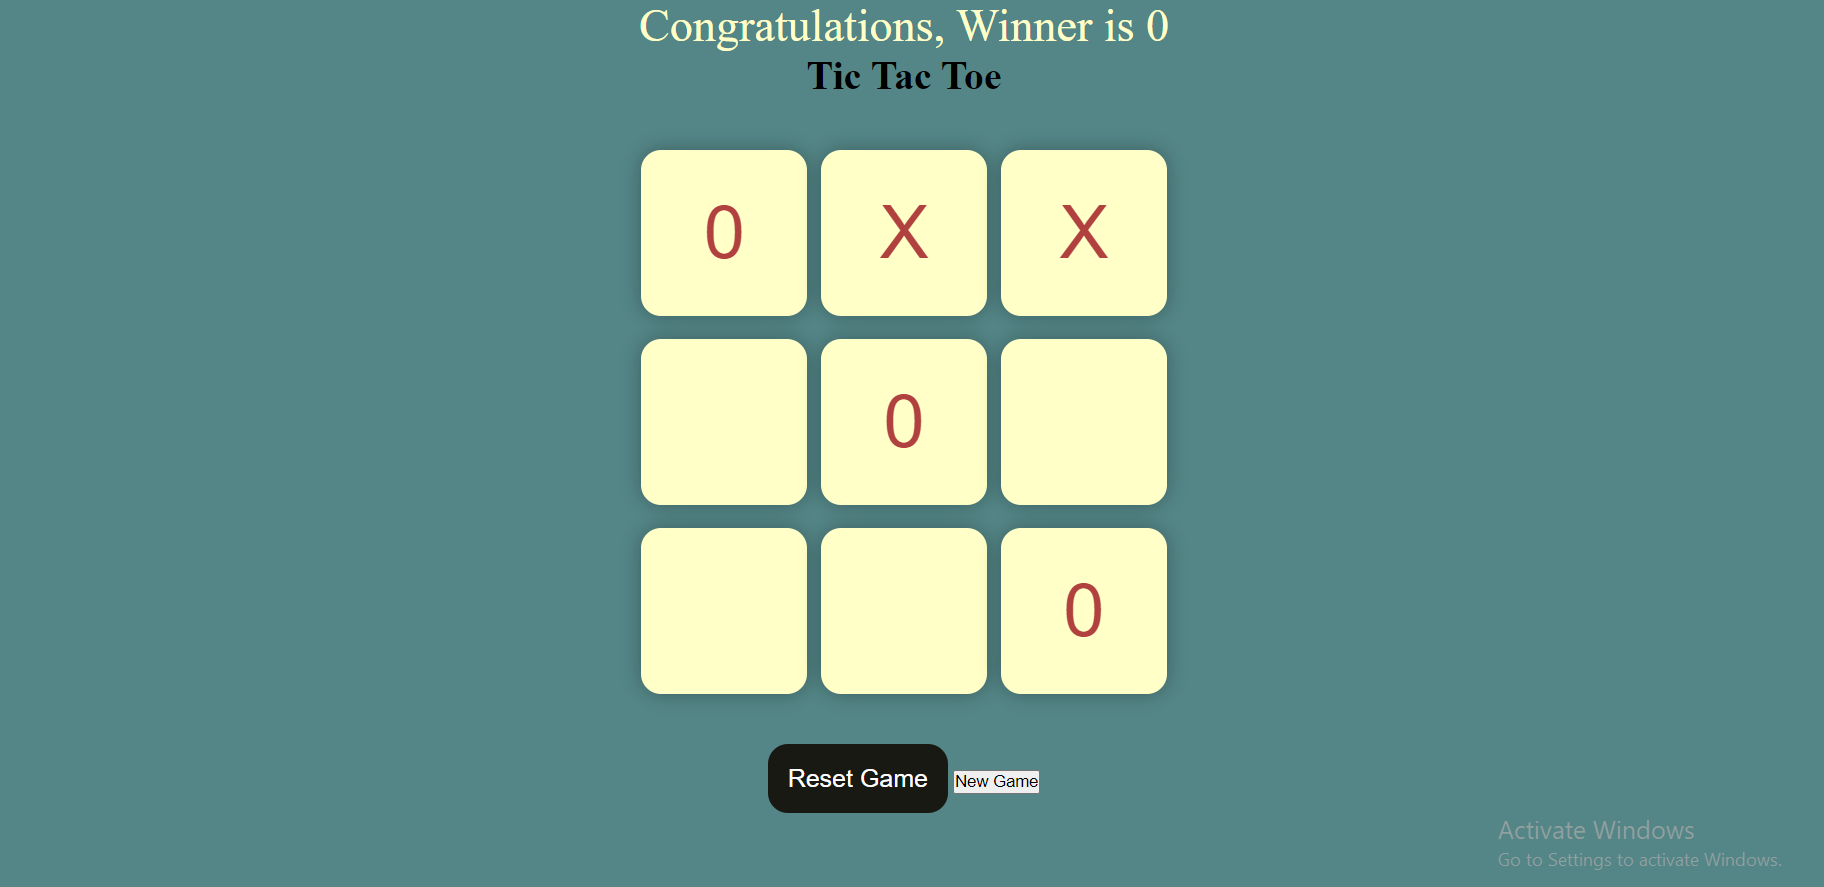 Congratulations, Winner is 0
Tic Tac Toe
0 X X
0
0
Reset Game New Game
Activate Windows
Go to Settings to activate Windows.